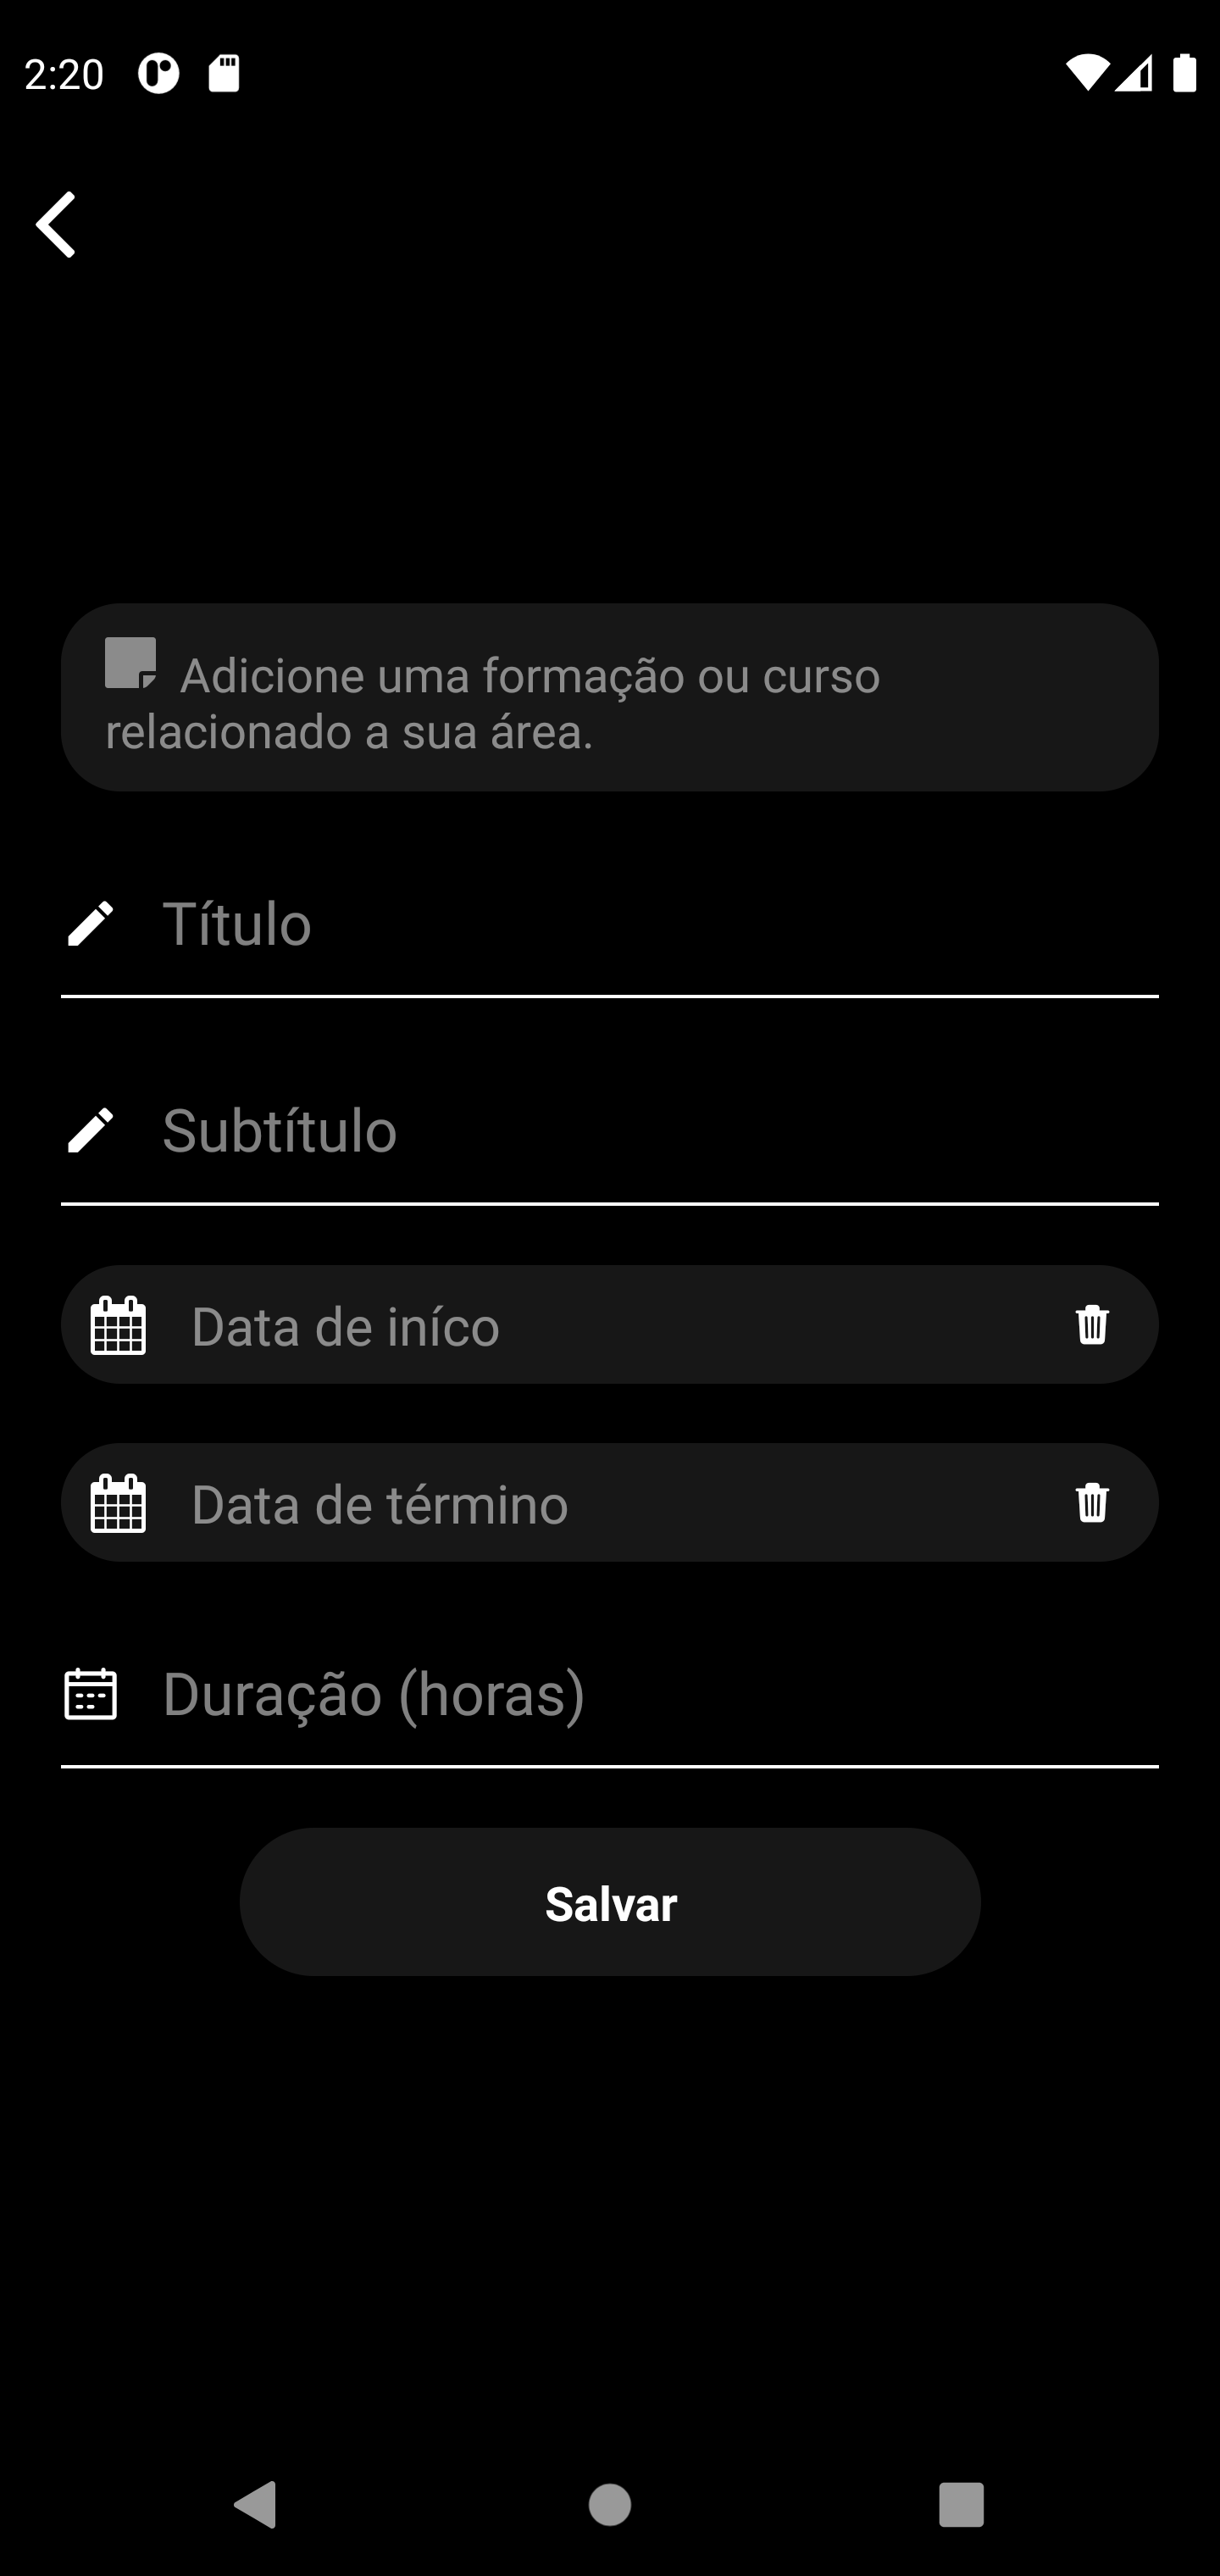 2:20
Adicione uma formação ou curso
relacionado a sua área.
Título
Subtítulo
Data de iníco
Data de término
Duração (horas)
Salvar